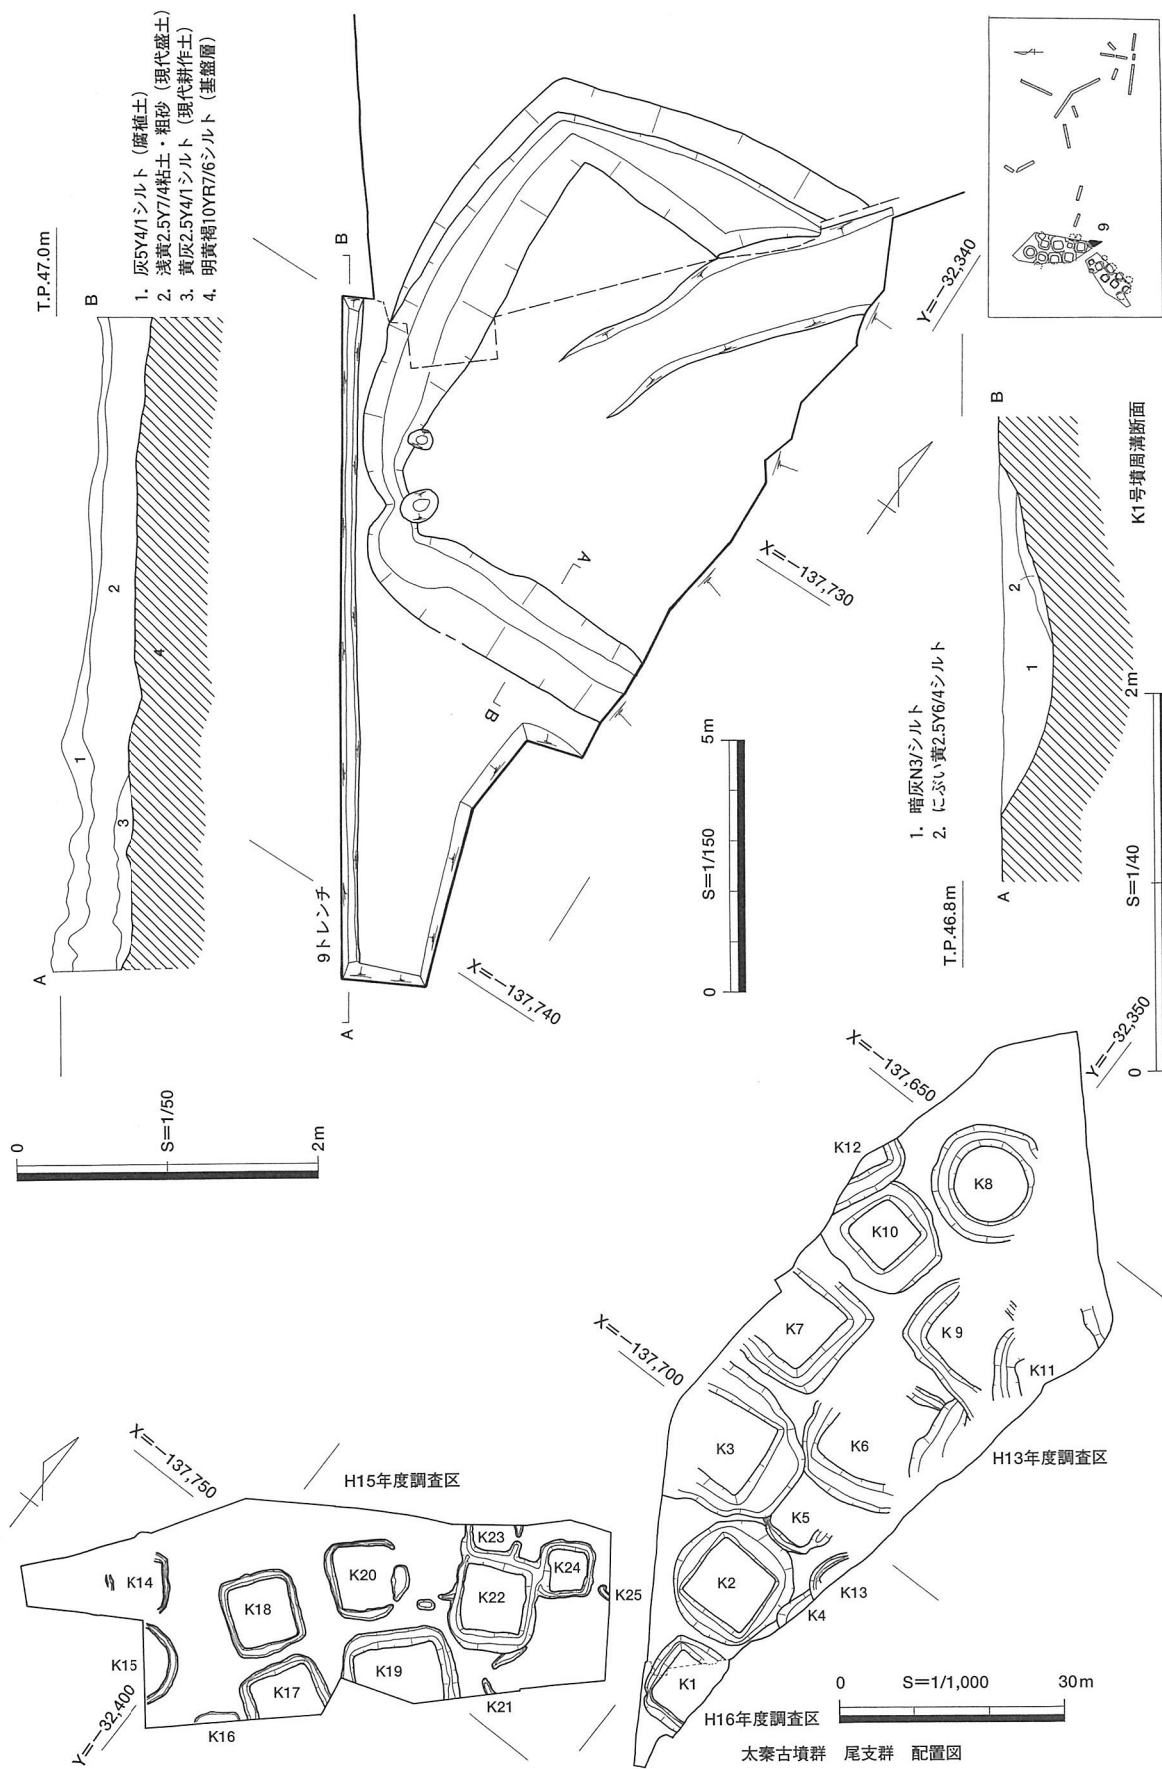 T.P.47.0m
A
B
1
2
3
4
1. 灰5Y4/1シルト（腐植土）
2. 浅黄2.5Y7/4粘土・粗砂（現代盛土）
3. 黄灰2.5Y4/1シルト（現代耕作土）
4. 明黄褐10YR7/6シルト（基盤層）
0
S=1/50
2m
9トレンチ
A
B
A
B
X=-137,740
X=-137,730
Y=-32,340
0
S=1/150
5m
9
T.P.46.8m
A
B
1
2
1. 暗灰N3/シルト
2. にぶい黄2.5Y6/4シルト
K1号墳周溝断面
0
S=1/40
2m
X=-137,750
Y=-32,400
H15年度調査区
K14
K15
K16
K17
K18
K19
K20
K21
K22
K23
K24
K25
X=-137,700
X=-137,650
Y=-32,350
K12
K8
K10
K7
K9
K11
K3
K6
H13年度調査区
K5
K2
K13
K4
K1
H16年度調査区
0
S=1/1,000
30m
太秦古墳群 尾支群 配置図